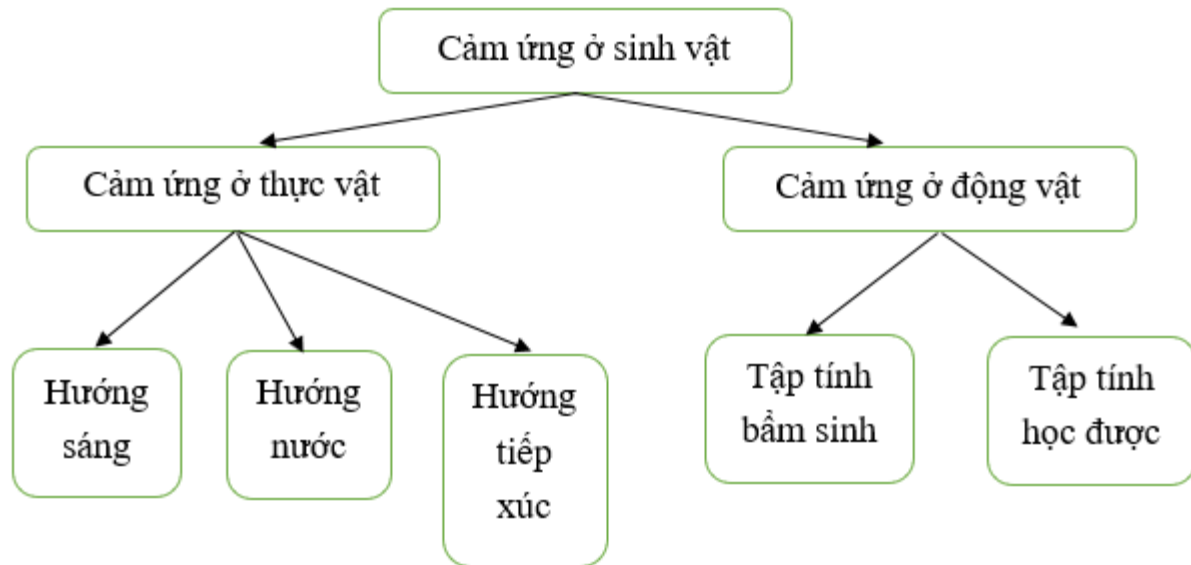 Cảm ứng ở sinh vật
Cảm ứng ở thực vật
Cảm ứng ở động vật
Hướng
sáng
Hướng
nước
Hướng
tiếp
xúc
Tập tính
bẩm sinh
Tập tính
học được